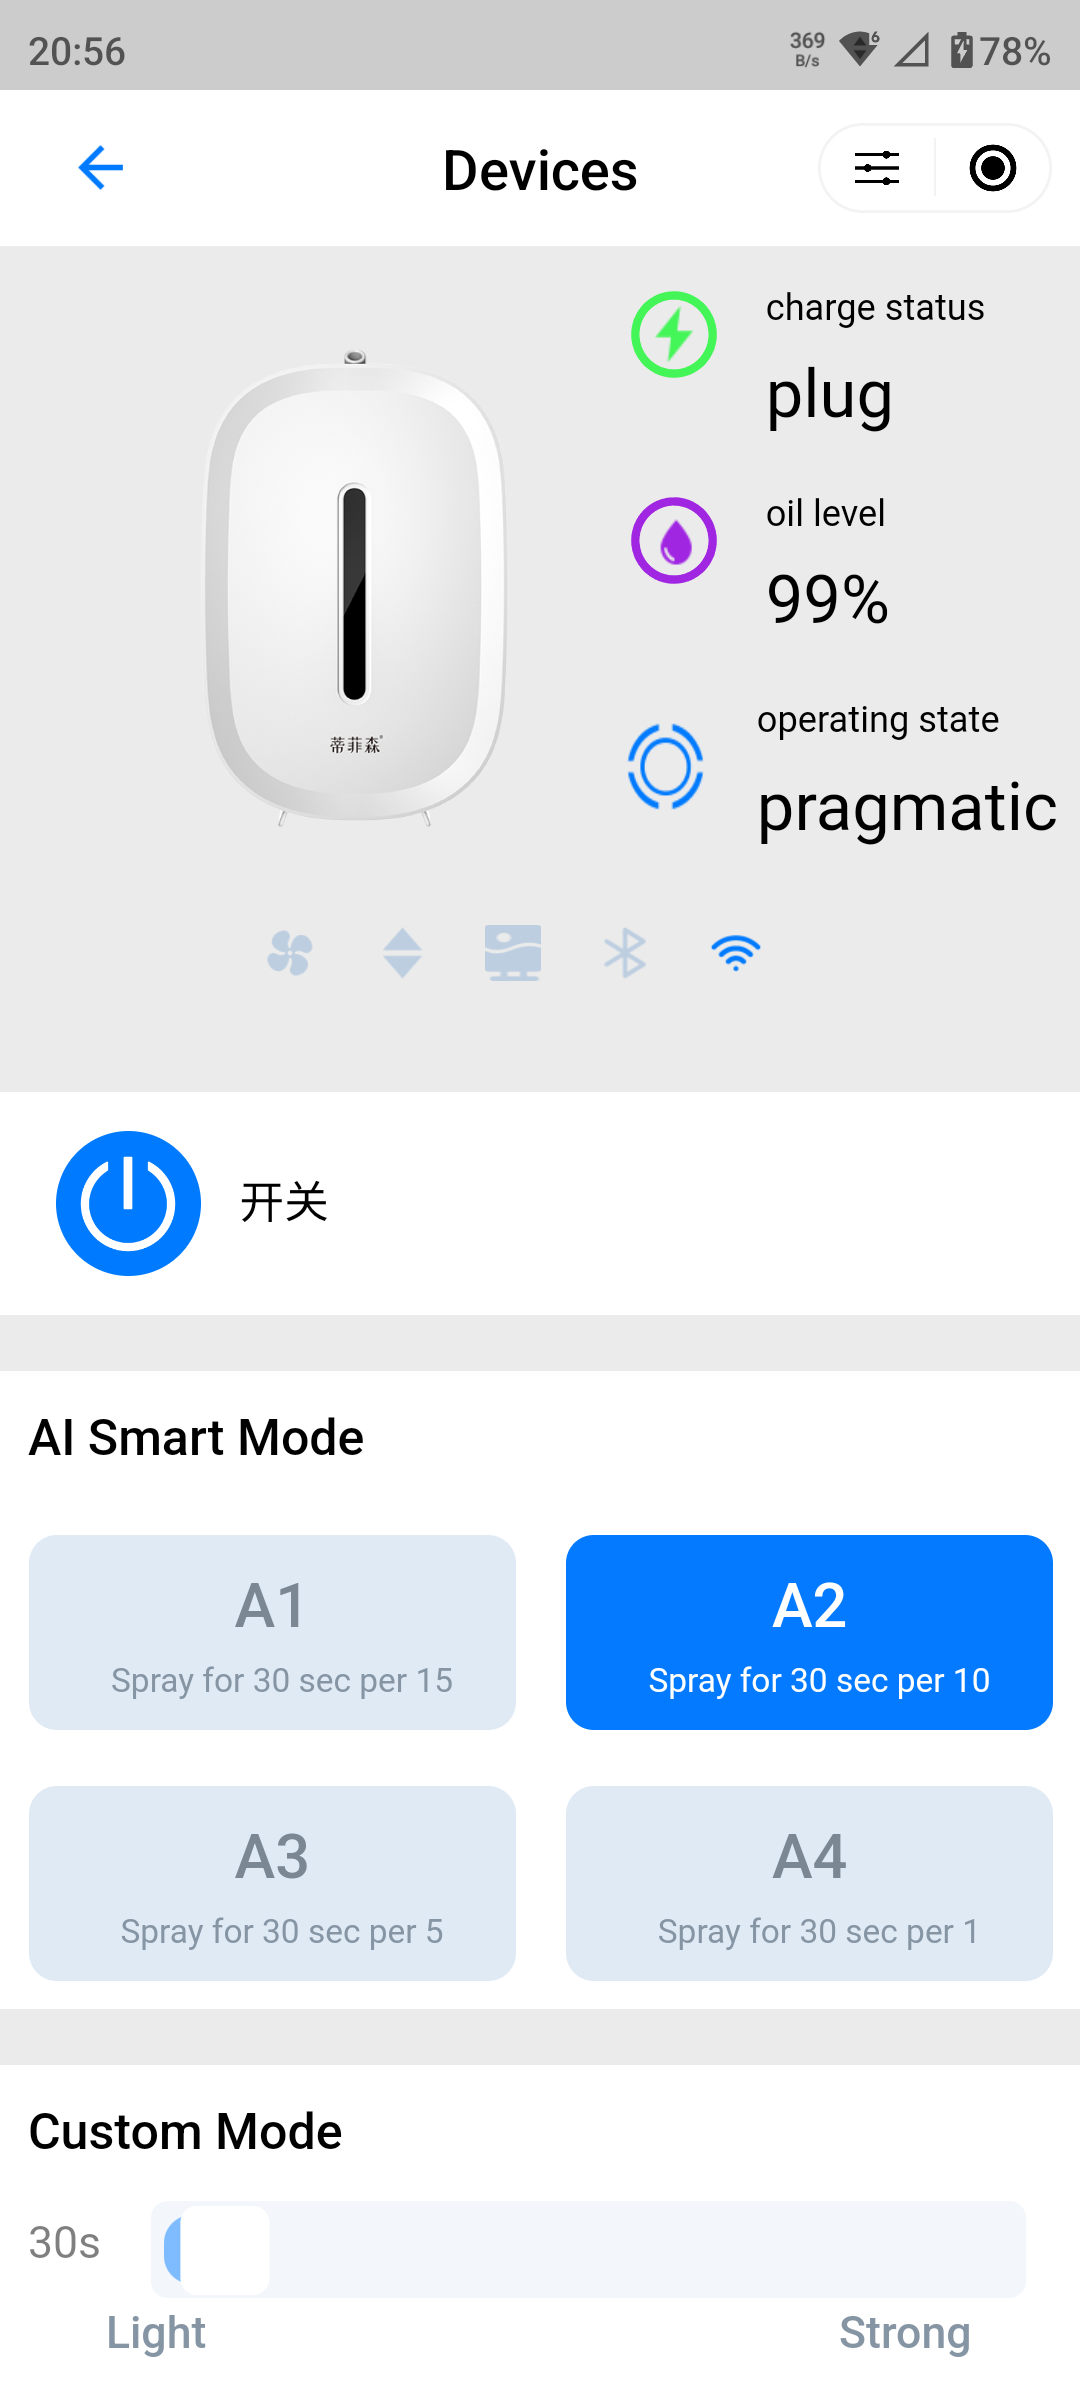 20:56
369
B/s
6
78%
Devices
charge status
plug
oil level
99%
operating state
pragmatic
蒂菲森®
开关
AI Smart Mode
A1
Spray for 30 sec per 15
A2
Spray for 30 sec per 10
A3
Spray for 30 sec per 5
A4
Spray for 30 sec per 1
Custom Mode
30s
Light
Strong